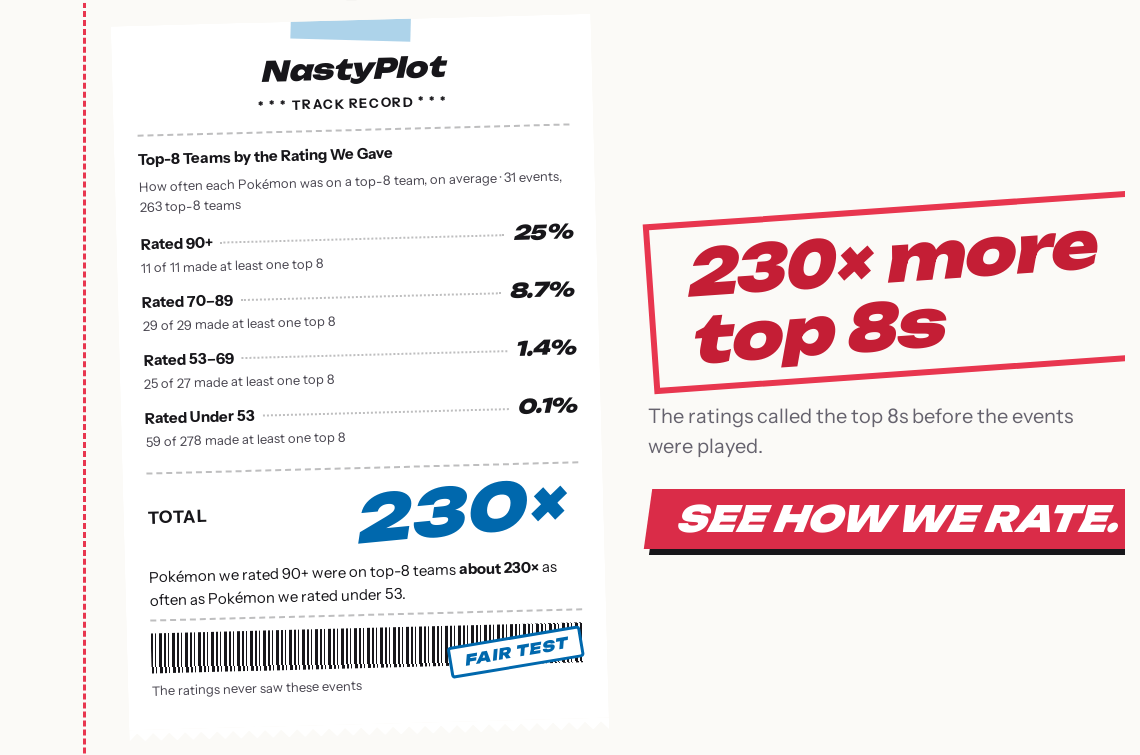 NastyPlot
* * * TRACK RECORD * * *
Top-8 Teams by the Rating We Gave
How often each Pokémon was on a top-8 team, on average · 31 events,
263 top-8 teams
Rated 90+ 25%
11 of 11 made at least one top 8
Rated 70–89 8.7%
29 of 29 made at least one top 8
Rated 53–69 1.4%
25 of 27 made at least one top 8
Rated Under 53 0.1%
59 of 278 made at least one top 8
TOTAL 230×
Pokémon we rated 90+ were on top-8 teams about 230× as
often as Pokémon we rated under 53.
FAIR TEST
The ratings never saw these events
230× more
top 8s
The ratings called the top 8s before the events
were played.
SEE HOW WE RATE.